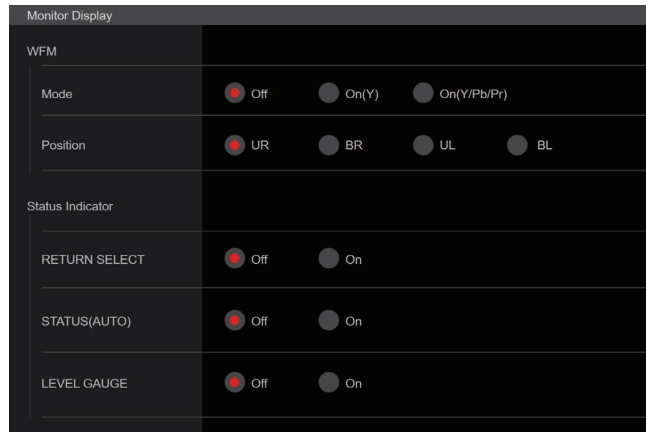 Monitor Display
WFM
Mode Off On(Y) On(Y/Pb/Pr)
Position UR BR UL BL
Status Indicator
RETURN SELECT Off On
STATUS(AUTO) Off On
LEVEL GAUGE Off On